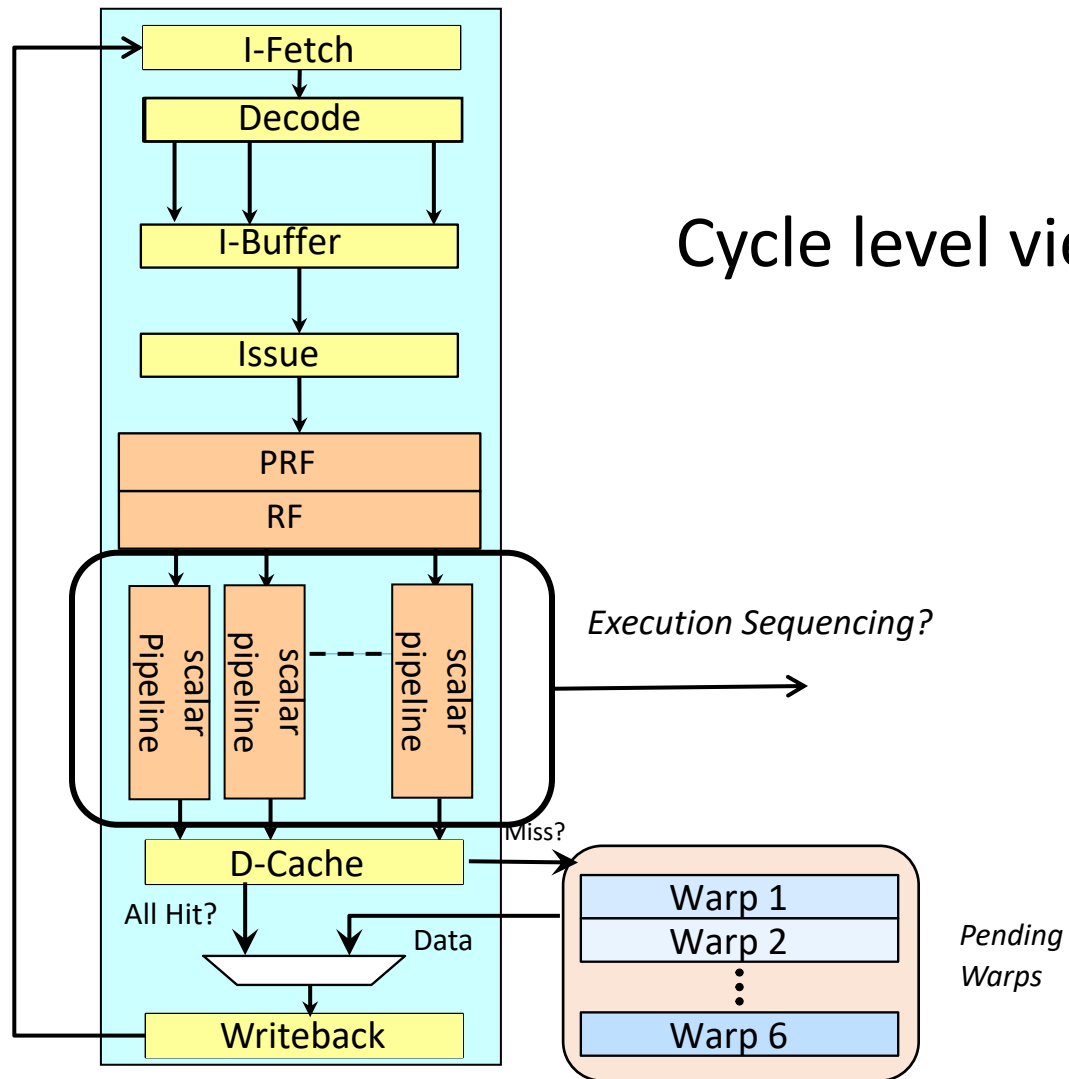 I-Fetch
Decode
I-Buffer
Cycle level vie
Issue
PRF
RF
scalar
Pipeline
scalar
pipeline
scalar
pipeline
Execution Sequencing?
Miss?
D-Cache
All Hit?
Data
Warp 1
Warp 2
Warp 6
Pending
Warps
Writeback